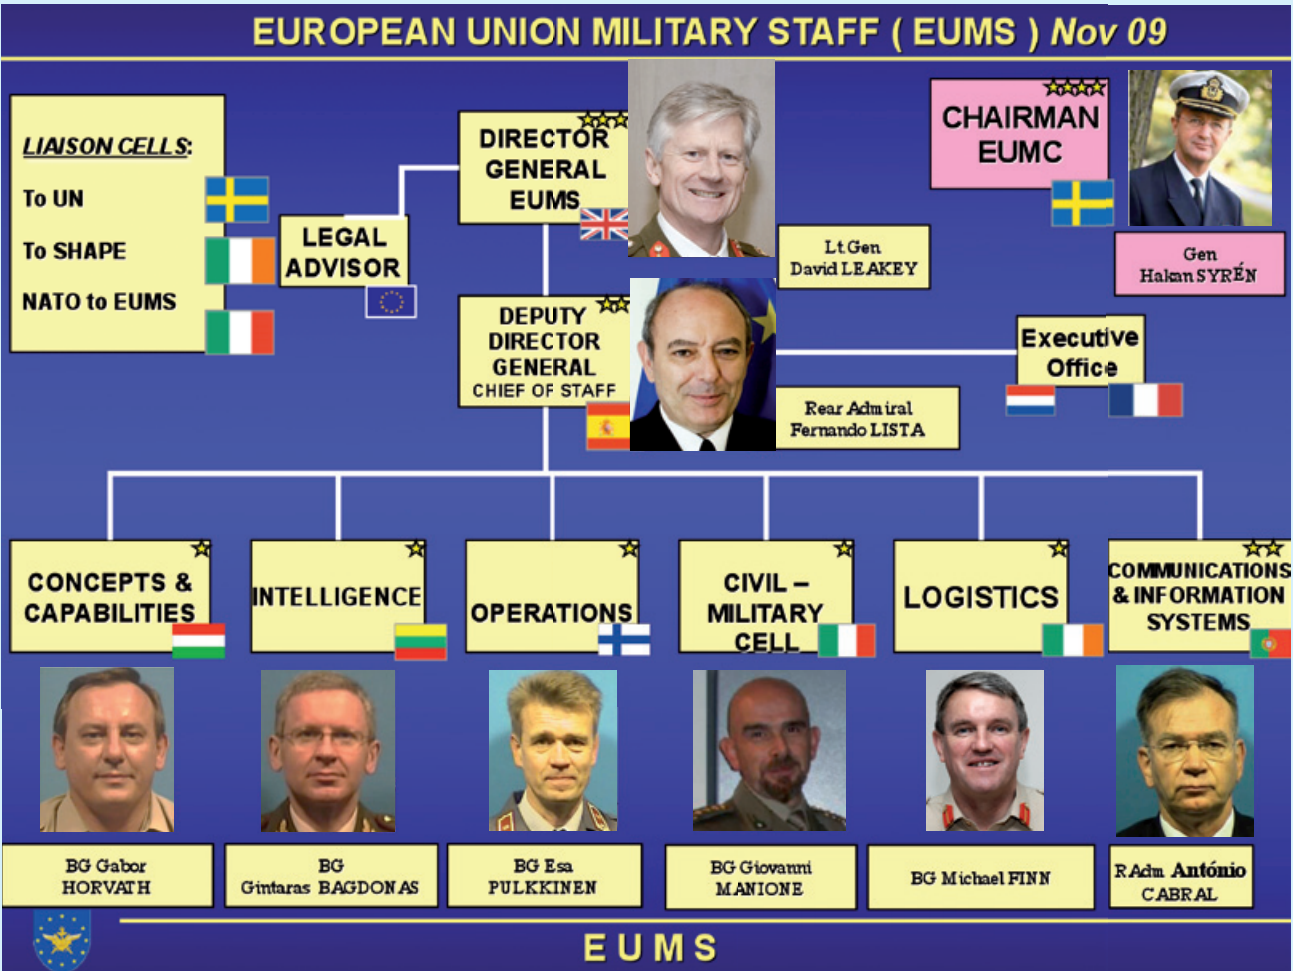 EUROPEAN UNION MILITARY STAFF ( EUMS ) Nov 09
LIAISON CELLS:
To UN
To SHAPE
NATO to EUMS
LEGAL
ADVISOR
DIRECTOR
GENERAL
EUMS
Lt.Gen
David LEAKEY
CHAIRMAN
EUMC
Gen
Hakan SYRÉN
DEPUTY
DIRECTOR
GENERAL
CHIEF OF STAFF
Rear Admiral
Fernando LISTA
Executive
Office
CONCEPTS &
CAPABILITIES
INTELLIGENCE
OPERATIONS
CIVIL –
MILITARY
CELL
LOGISTICS
COMMUNICATIONS
& INFORMATION
SYSTEMS
BG Gabor
HORVATH
BG
Gintaras BAGDONAS
BG Esa
PULKKINEN
BG Giovanni
MANIONE
BG Michael FINN
RAdm António
CABRAL
EUMS